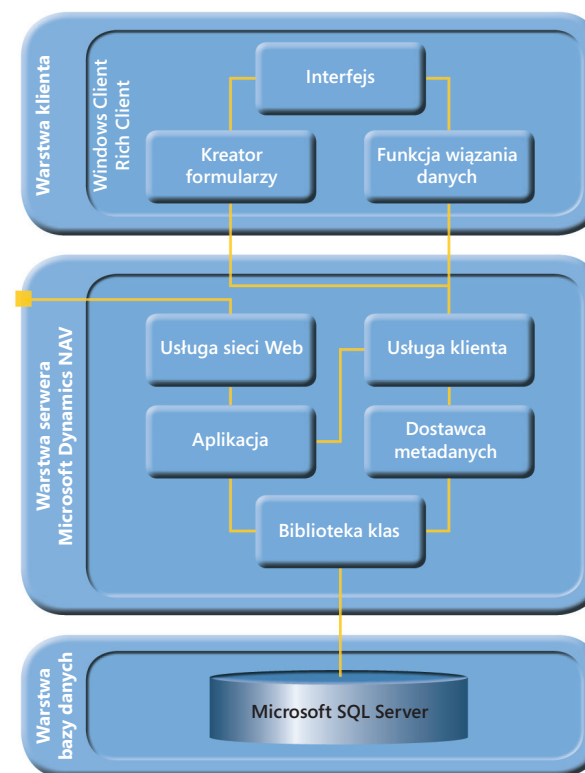 Warstwa klienta
Windows Client
Rich Client
Interfejs
Kreator
formularzy
Funkcja wiązania
danych
Warstwa serwera
Microsoft Dynamics NAV
Usługa sieci Web
Usługa klienta
Aplikacja
Dostawca
metadanych
Biblioteka klas
Warstwa
bazy danych
Microsoft SQL Server